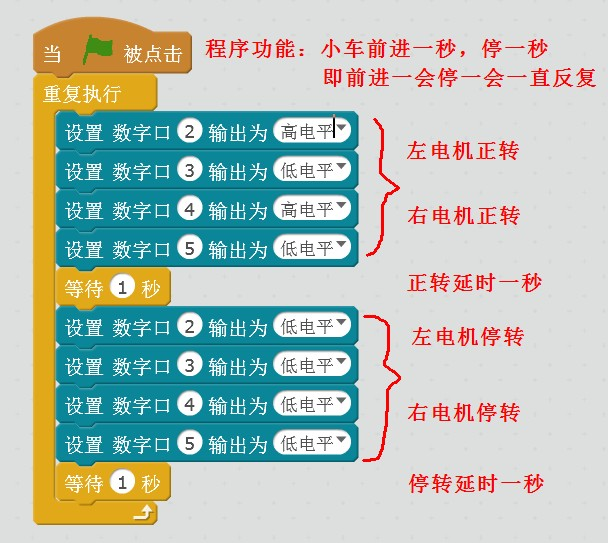 当 被点击
程序功能：小车前进一秒，停一秒
即前进一会停一会一直反复
重复执行
设置 数字口 2 输出为 高电平
设置 数字口 3 输出为 低电平
左电机正转
设置 数字口 4 输出为 高电平
右电机正转
设置 数字口 5 输出为 低电平
等待 1 秒
正转延时一秒
设置 数字口 2 输出为 低电平
左电机停转
设置 数字口 3 输出为 低电平
设置 数字口 4 输出为 低电平
右电机停转
设置 数字口 5 输出为 低电平
等待 1 秒
停转延时一秒